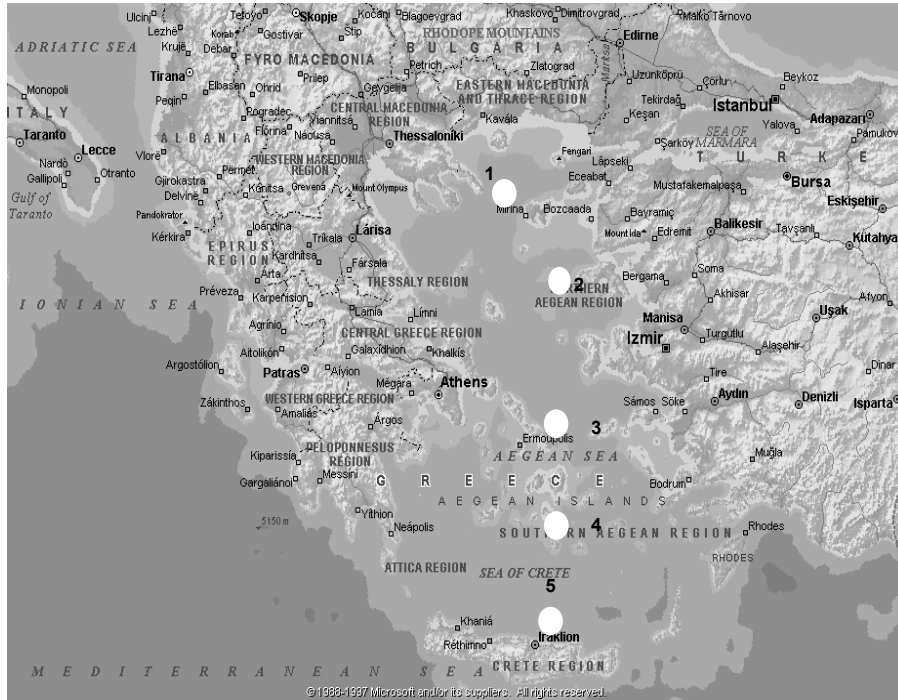 Ulcinj
Tetovo
Skopje
Kočani
Blagoevgrad
Khaskovo
Dimitrovgrad
Malko Tărnovo
Lezhë
Korab
Gostivar
Štip
RHODOPE MOUNTAINS
Edirne
ADRIATIC SEA
Krujë
Debar
BULGARIA
FYRO MACEDONIA
Petrich
Zlatograd
Marksa
Tirana
Prilep
EASTERN MACEDONIA
AND THRACE REGION
Uzunköprü
Çorlu
Beykoz
Monopoli
Peqin
Elbasan
Ohrid
Gevgelija
CENTRAL MACEDONIA
REGION
Tekirdağ
Istanbul
ITALY
Pogradec
Giannitsá
Kavála
Keşan
Adapazarı
Taranto
ALBANIA
Flórina
Náousa
Thessaloníki
SEA OF
MARMARA
Yalova
Pamukova
Lecce
Vlorë
WESTERN MACEDONIA
REGION
Fengari
Lâpseki
Şarköy
TURKE
Nardò
Otranto
Përmet
Gallipoli
Gjirokastra
Kónitsa
Grevená
Mount Olympus
1
Eceabat
Mustafakemalpaşa
Bursa
Gulf of
Taranto
Delvinë
Pandokrator
Mirina
Bozcaada
Bayramiç
Eskişehir
Kérkira
Ioánina
Tríkala
Lárisa
Mount Ida
Edremit
Balikesir
Tavşanlı
Kütahya
EPIRUS
REGION
Kardhítsa
Fársala
Árta
THESSALY REGION
2
NORTHERN
AEGEAN REGION
Bergama
Soma
IONIAN SEA
Préveza
Karpenísion
Akhisar
Afyon
Lamía
Límni
Uşak
Agrínio
CENTRAL GREECE REGION
Manisa
Turgutlu
Aitolikón
Galaxídhion
Khalkís
Izmir
Alaşehir
Argostólion
Patras
Aíyion
Athens
Tire
Dinar
Mégara
Zákinthos
WESTERN GREECE REGION
Aydın
Denizli
Isparta
Amaliás
Sámos
Söke
Árgos
3
Ermoúpolis
PELOPONNESUS
REGION
AEGEAN SEA
Muğla
Kiparissía
Messíni
GREECE
Bodrum
Gargaliánoi
AEGEAN ISLANDS
5150 m
Yíthion
Neápolis
4
SOUTHERN AEGEAN REGION
Rhodes
RHODES
ATTICA REGION
SEA OF CRETE
5
Khaniá
Réthimno
Iraklion
MEDITERRANEAN SEA
CRETE REGION
© 1988-1997 Microsoft and/or its suppliers. All rights reserved.